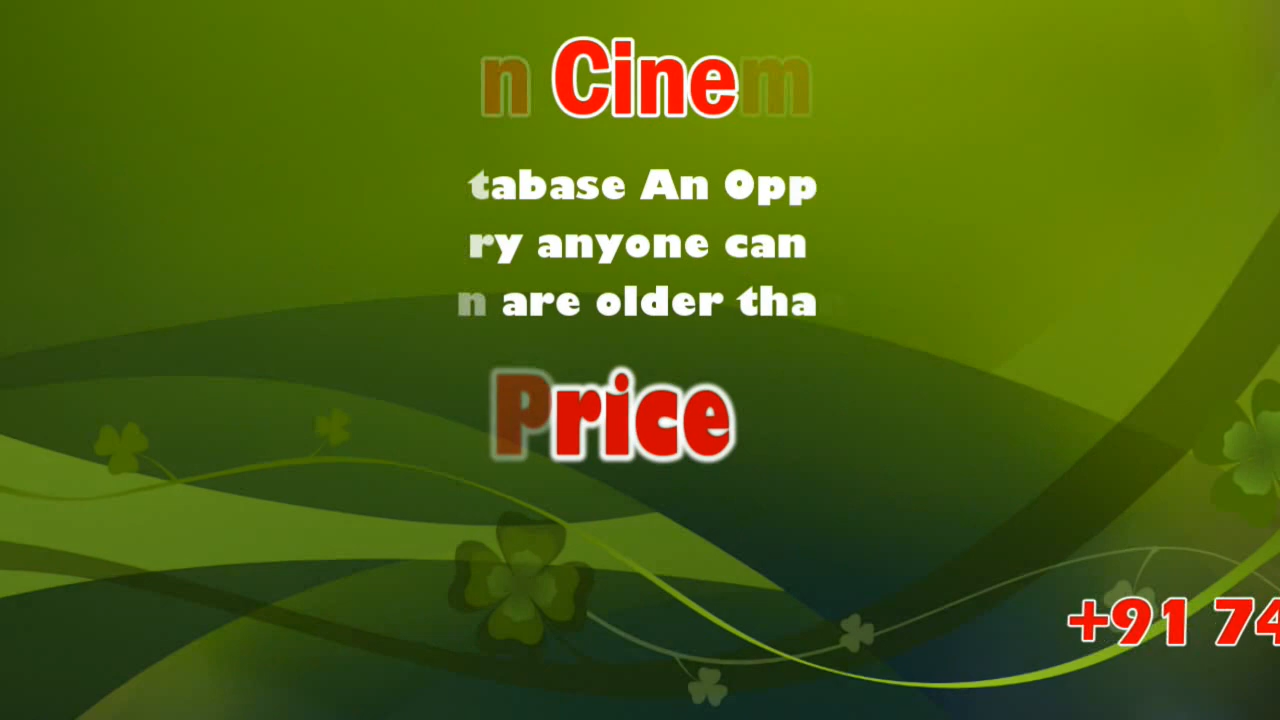 n Cinem
tabase An Opp
ry anyone can
n are older tha
Price
+91 74